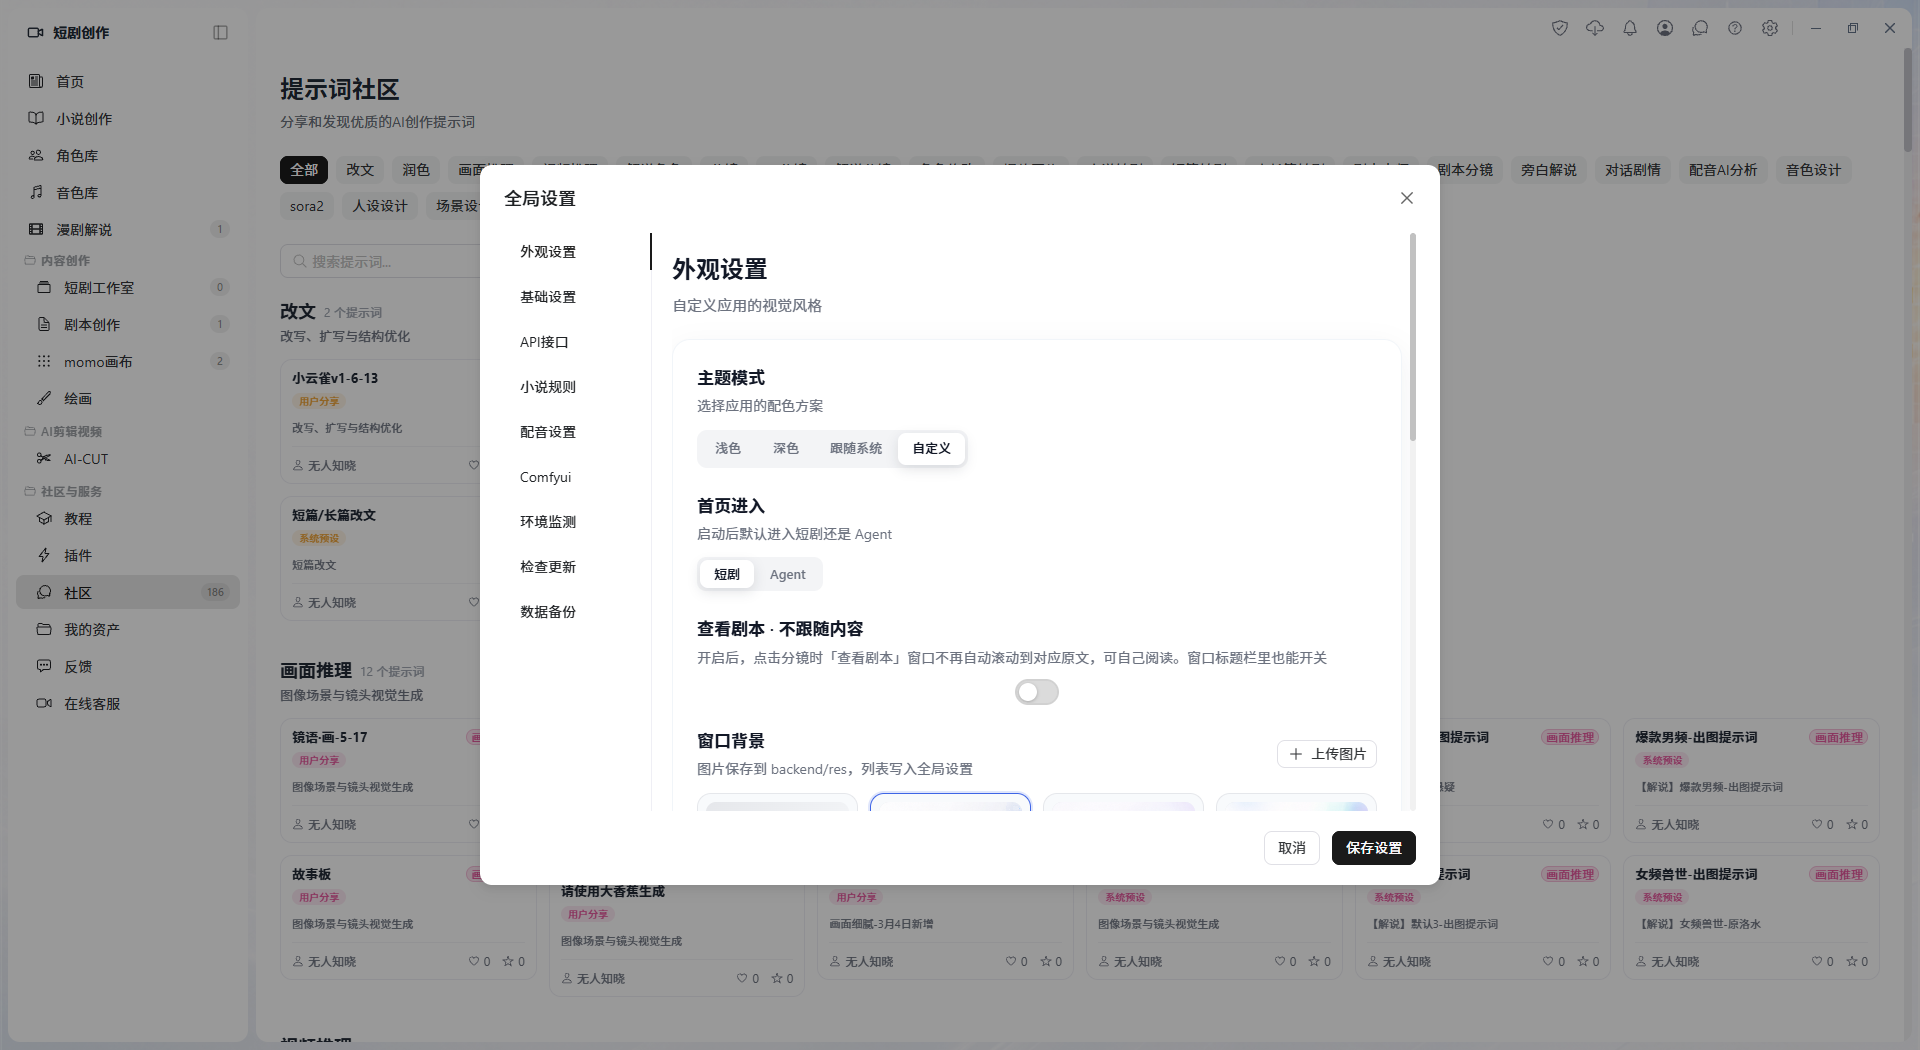 短剧创作
首页
小说创作
角色库
音色库
漫剧解说 1
内容创作
短剧工作室 0
剧本创作 1
momo画布 2
绘画
AI剪辑视频
AI-CUT
社区与服务
教程
插件
社区 186
我的资产
反馈
在线客服
提示词社区
分享和发现优质的AI创作提示词
全部 改文 润色 剧本分镜 旁白解说 对话剧情 配音AI分析 音色设计
sora2 人设设计
搜索提示词...
改文 2 个提示词
改写、扩写与结构优化
小云雀v1-6-13
用户分享
改写、扩写与结构优化
无人知晓
短篇/长篇改文
系统预设
短篇改文
无人知晓
画面推理 12 个提示词
图像场景与镜头视觉生成
镜语·画-5-17
用户分享
图像场景与镜头视觉生成
无人知晓
图提示词 画面推理
0 0
爆款男频-出图提示词 画面推理
系统预设
【解说】爆款男频-出图提示词
无人知晓 0 0
故事板
用户分享
图像场景与镜头视觉生成
无人知晓 0 0
请使用大香蕉生成
用户分享
图像场景与镜头视觉生成
无人知晓 0 0
用户分享
画面细腻-3月4日新增
无人知晓 0 0
系统预设
图像场景与镜头视觉生成
无人知晓 0 0
提示词 画面推理
系统预设
【解说】默认3-出图提示词
无人知晓 0 0
女频兽世-出图提示词 画面推理
系统预设
【解说】女频兽世-原洛水
无人知晓 0 0
全局设置
外观设置
基础设置
API接口
小说规则
配音设置
Comfyui
环境监测
检查更新
数据备份
外观设置
自定义应用的视觉风格
主题模式
选择应用的配色方案
浅色 深色 跟随系统 自定义
首页进入
启动后默认进入短剧还是 Agent
短剧 Agent
查看剧本 · 不跟随内容
开启后，点击分镜时「查看剧本」窗口不再自动滚动到对应原文，可自己阅读。窗口标题栏里也能开关
窗口背景
图片保存到 backend/res，列表写入全局设置
上传图片
取消 保存设置